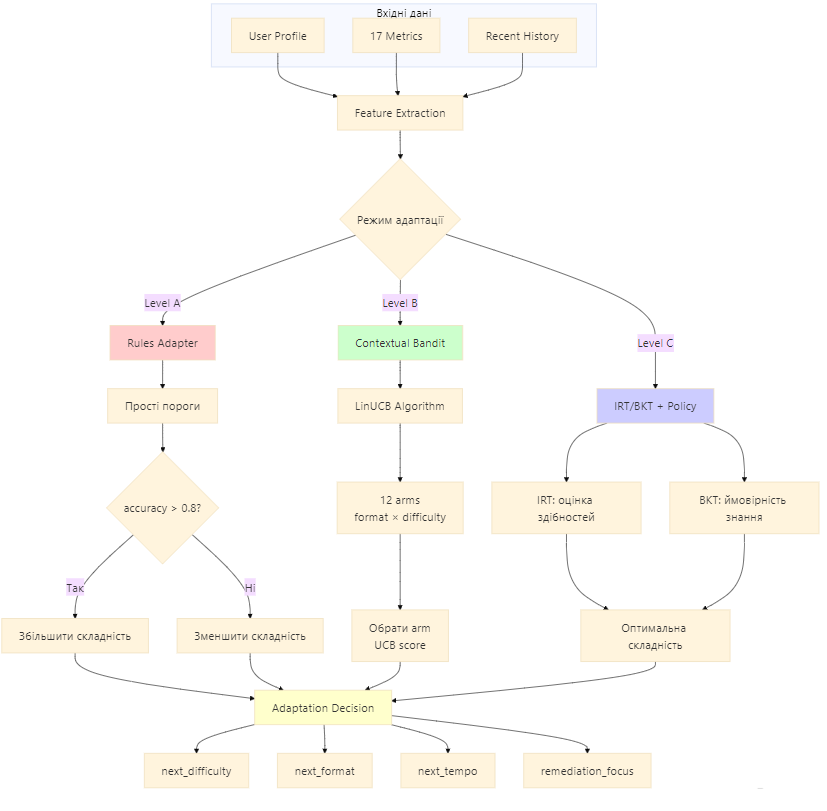 Вхідні дані
User Profile
17 Metrics
Recent History
Feature Extraction
Режим адаптації
Level A
Level B
Level C
Rules Adapter
Contextual Bandit
IRT/BKT + Policy
Прості пороги
LinUCB Algorithm
accuracy > 0.8?
12 arms
format × difficulty
IRT: оцінка
здібностей
BKT: ймовірність
знання
Так
Ні
Збільшити складність
Зменшити складність
Обрати arm
UCB score
Оптимальна
складність
Adaptation Decision
next_difficulty
next_format
next_tempo
remediation_focus